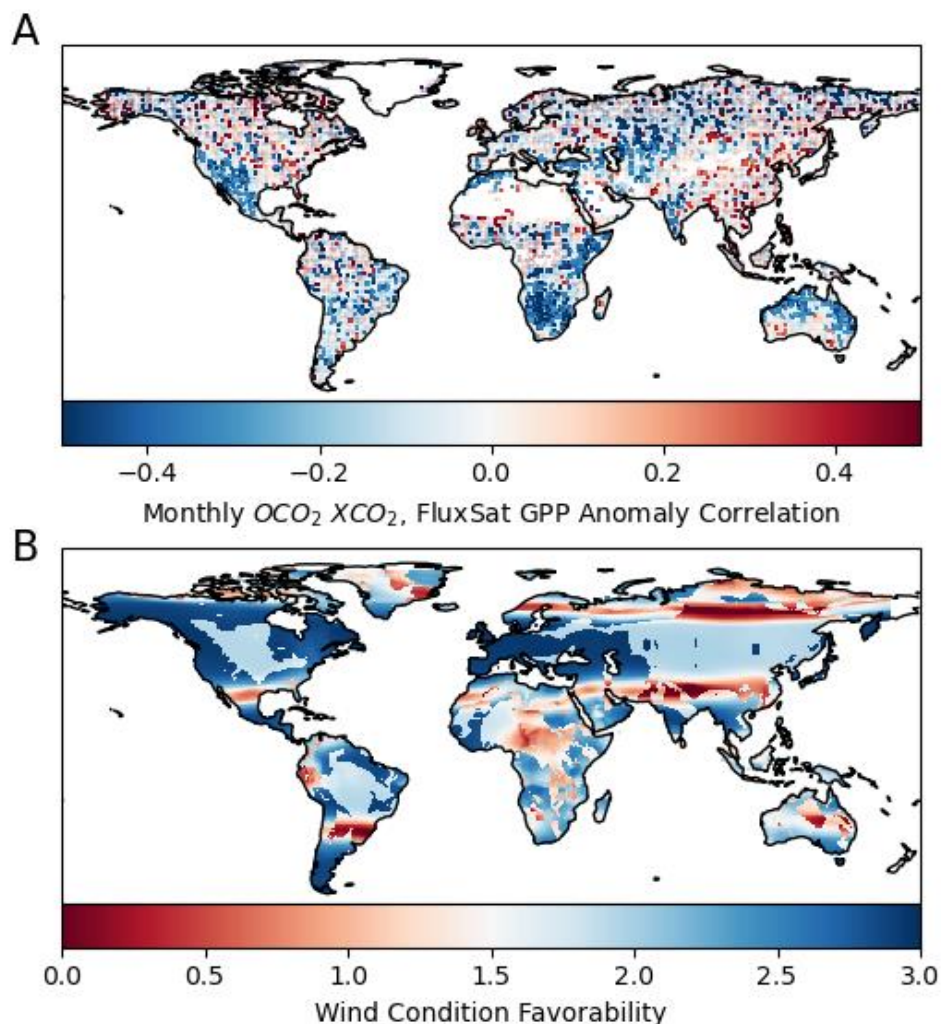 A
−0.4 −0.2 0.0 0.2 0.4
Monthly OCO₂ XCO₂, FluxSat GPP Anomaly Correlation
B
0.0 0.5 1.0 1.5 2.0 2.5 3.0
Wind Condition Favorability